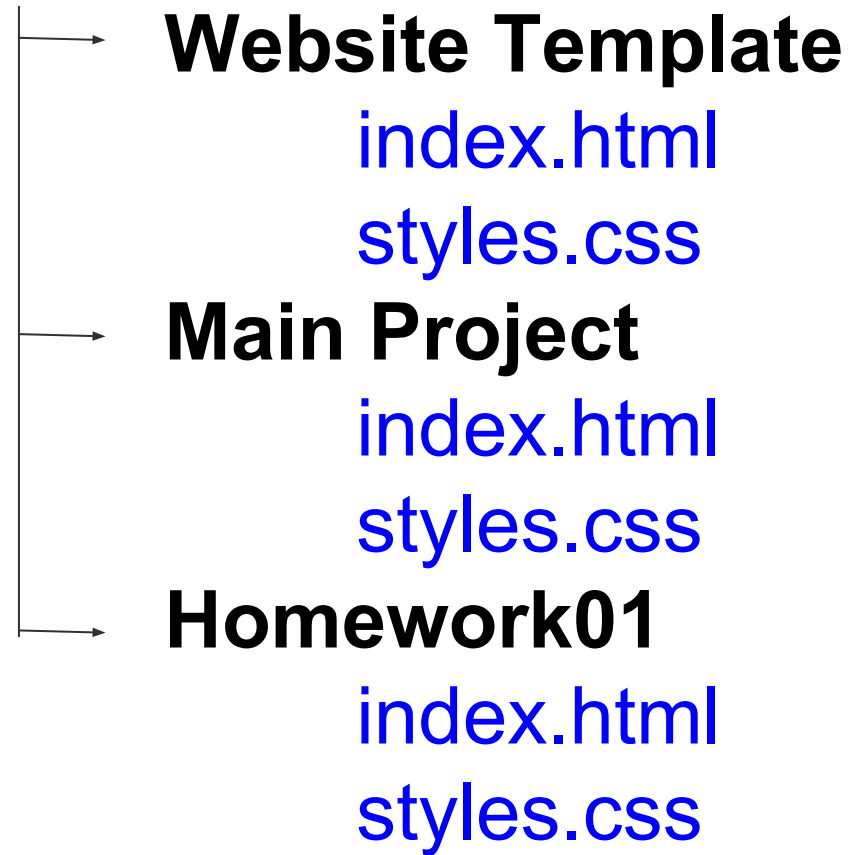 Website Template
index.html
styles.css
Main Project
index.html
styles.css
Homework01
index.html
styles.css